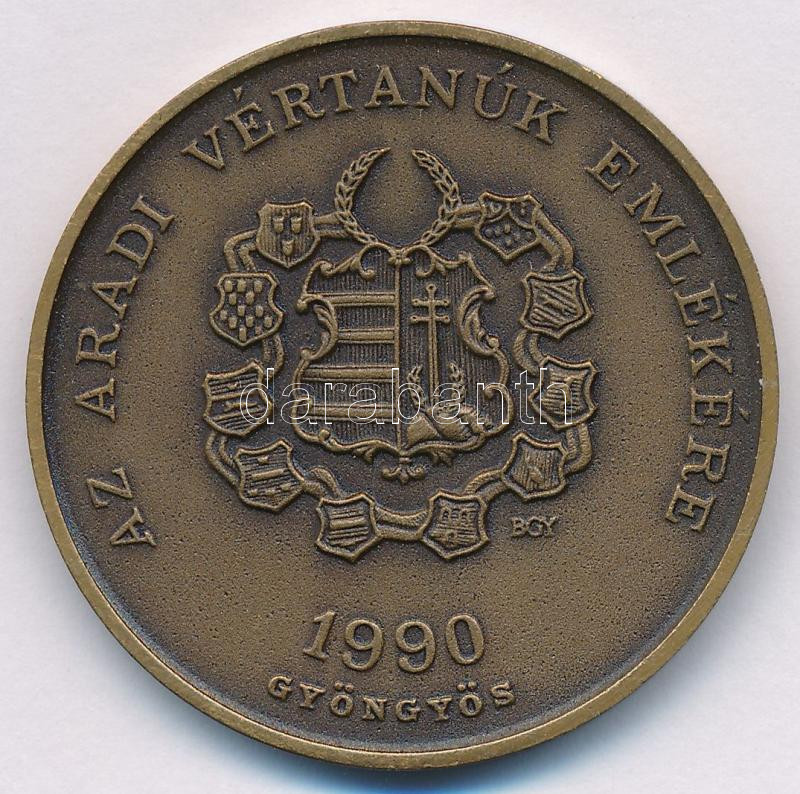 AZ ARADI VÉRTANÚK EMLÉKÉRE
darabanth
BGY
1990
GYÖNGYÖS